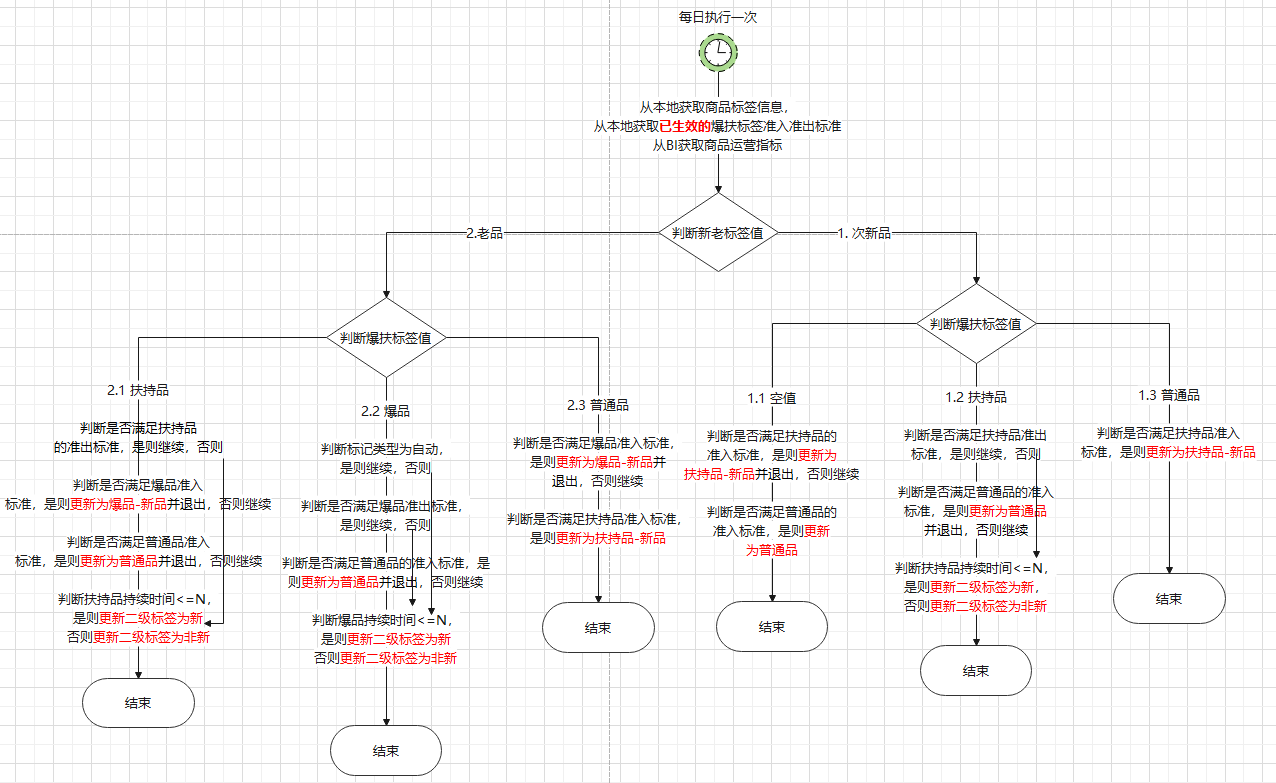 每日执行一次
从本地获取商品标签信息，
从本地获取已生效的爆扶标签准入准出标准
从BI获取商品运营指标
判断新老标签值
2.老品
1. 次新品
判断爆扶标签值
判断爆扶标签值
2.1 扶持品
判断是否满足扶持品
的准出标准，是则继续，否则
判断是否满足爆品准入
标准，是则更新为爆品-新品并退出，否则继续
判断是否满足普通品准入
标准，是则更新为普通品并退出，否则继续
判断扶持品持续时间<=N，
是则更新二级标签为新
否则更新二级标签为非新
结束
2.2 爆品
判断标记类型为自动，
是则继续，否则
判断是否满足爆品准出标准，
是则继续，否则
判断是否满足普通品的准入标准，是
则更新为普通品并退出，否则继续
判断爆品持续时间<=N，
是则更新二级标签为新
否则更新二级标签为非新
结束
2.3 普通品
判断是否满足爆品准入标准，
是则更新为爆品-新品并
退出，否则继续
判断是否满足扶持品准入标准，
是则更新为扶持品-新品
结束
1.1 空值
判断是否满足扶持品的
准入标准，是则更新为
扶持品-新品并退出，否则继续
判断是否满足普通品的
准入标准，是则更新
为普通品
结束
1.2 扶持品
判断是否满足扶持品准出
标准，是则继续，否则
判断是否满足普通品的准入
标准，是则更新为普通品
并退出，否则继续
判断扶持品持续时间<=N，
是则更新二级标签为新，
否则更新二级标签为非新
结束
1.3 普通品
判断是否满足扶持品准入
标准，是则更新为扶持品-新品
结束